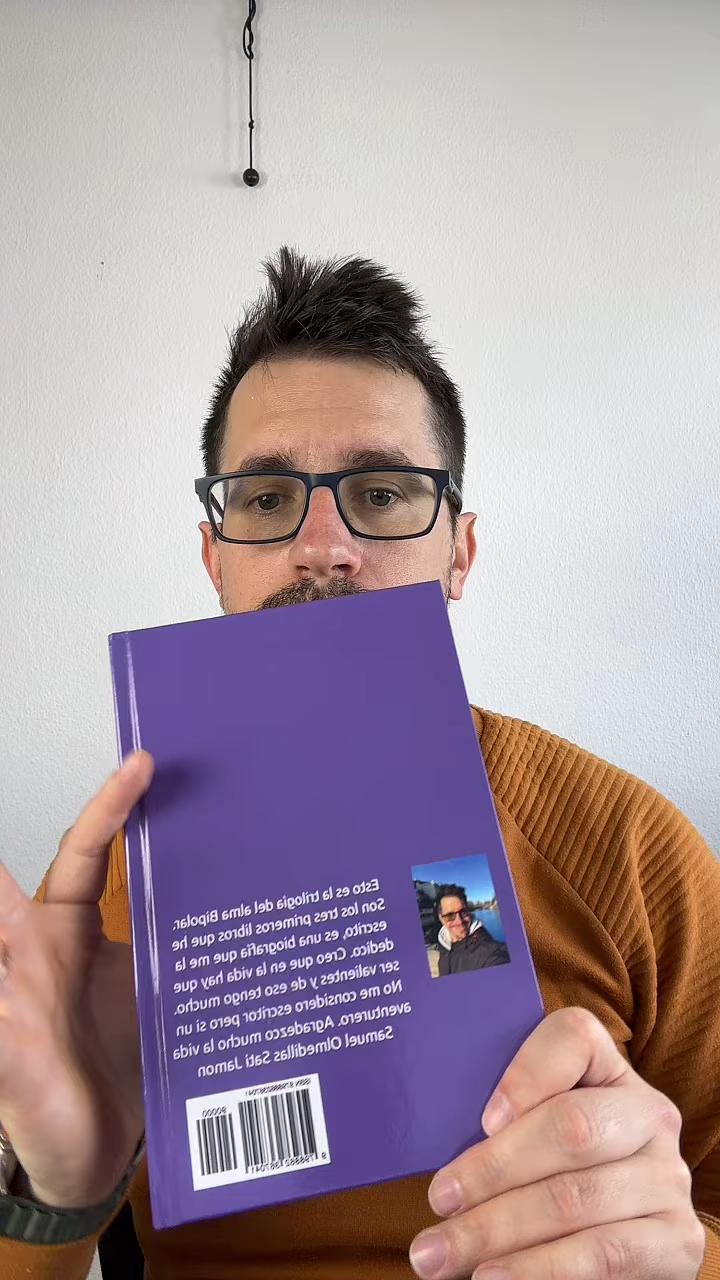 Esto es la trilogía del alma Bipolar.
Son los tres primeros libros que he
escrito, es una biografía que me la
dedico. Creo que en la vida hay que
ser valientes y de eso tengo mucho.
No me considero escritor pero si un
aventurero. Agradezco mucho la vida
Samuel Olmedillas Sati Jamon
90000